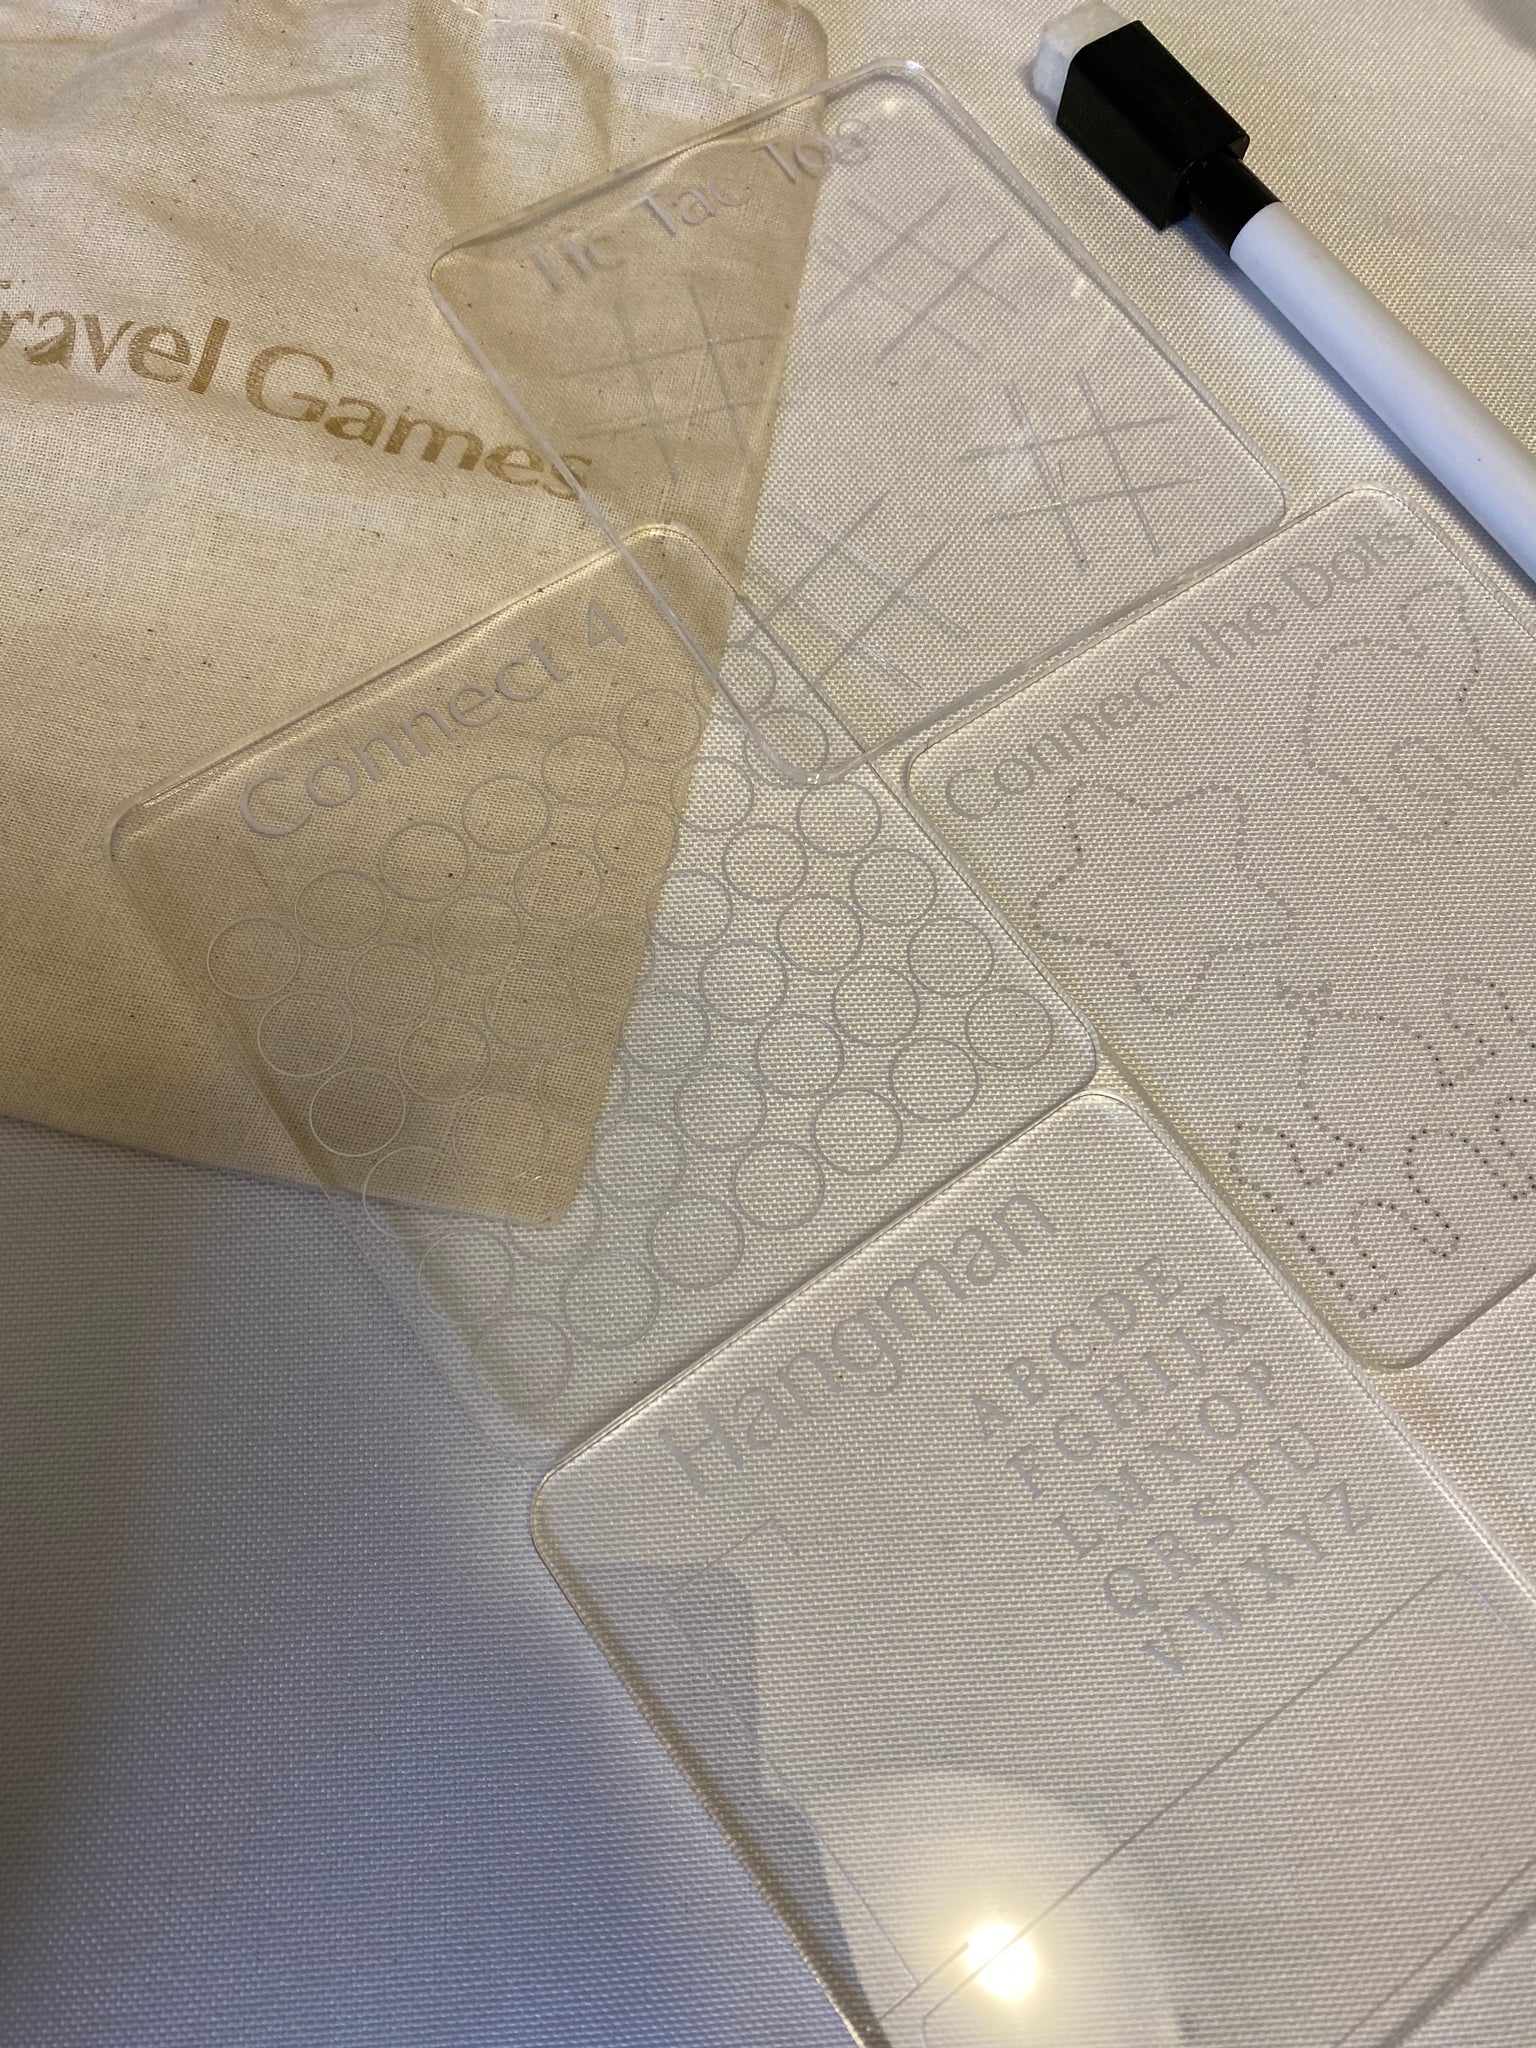 Travel Games
Tic Tac Toe
Connect 4
Connect the Dots
Hangman
A B C D E
F G H I J K
L M N O P
Q R S T U
V W X Y Z